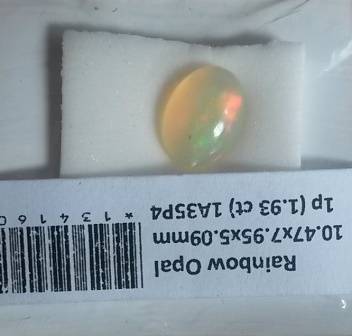 Rainbow Opal
10.47x7.95x5.09mm
1p (1.93 ct) 1A35P4
* 1 3 4 1 6